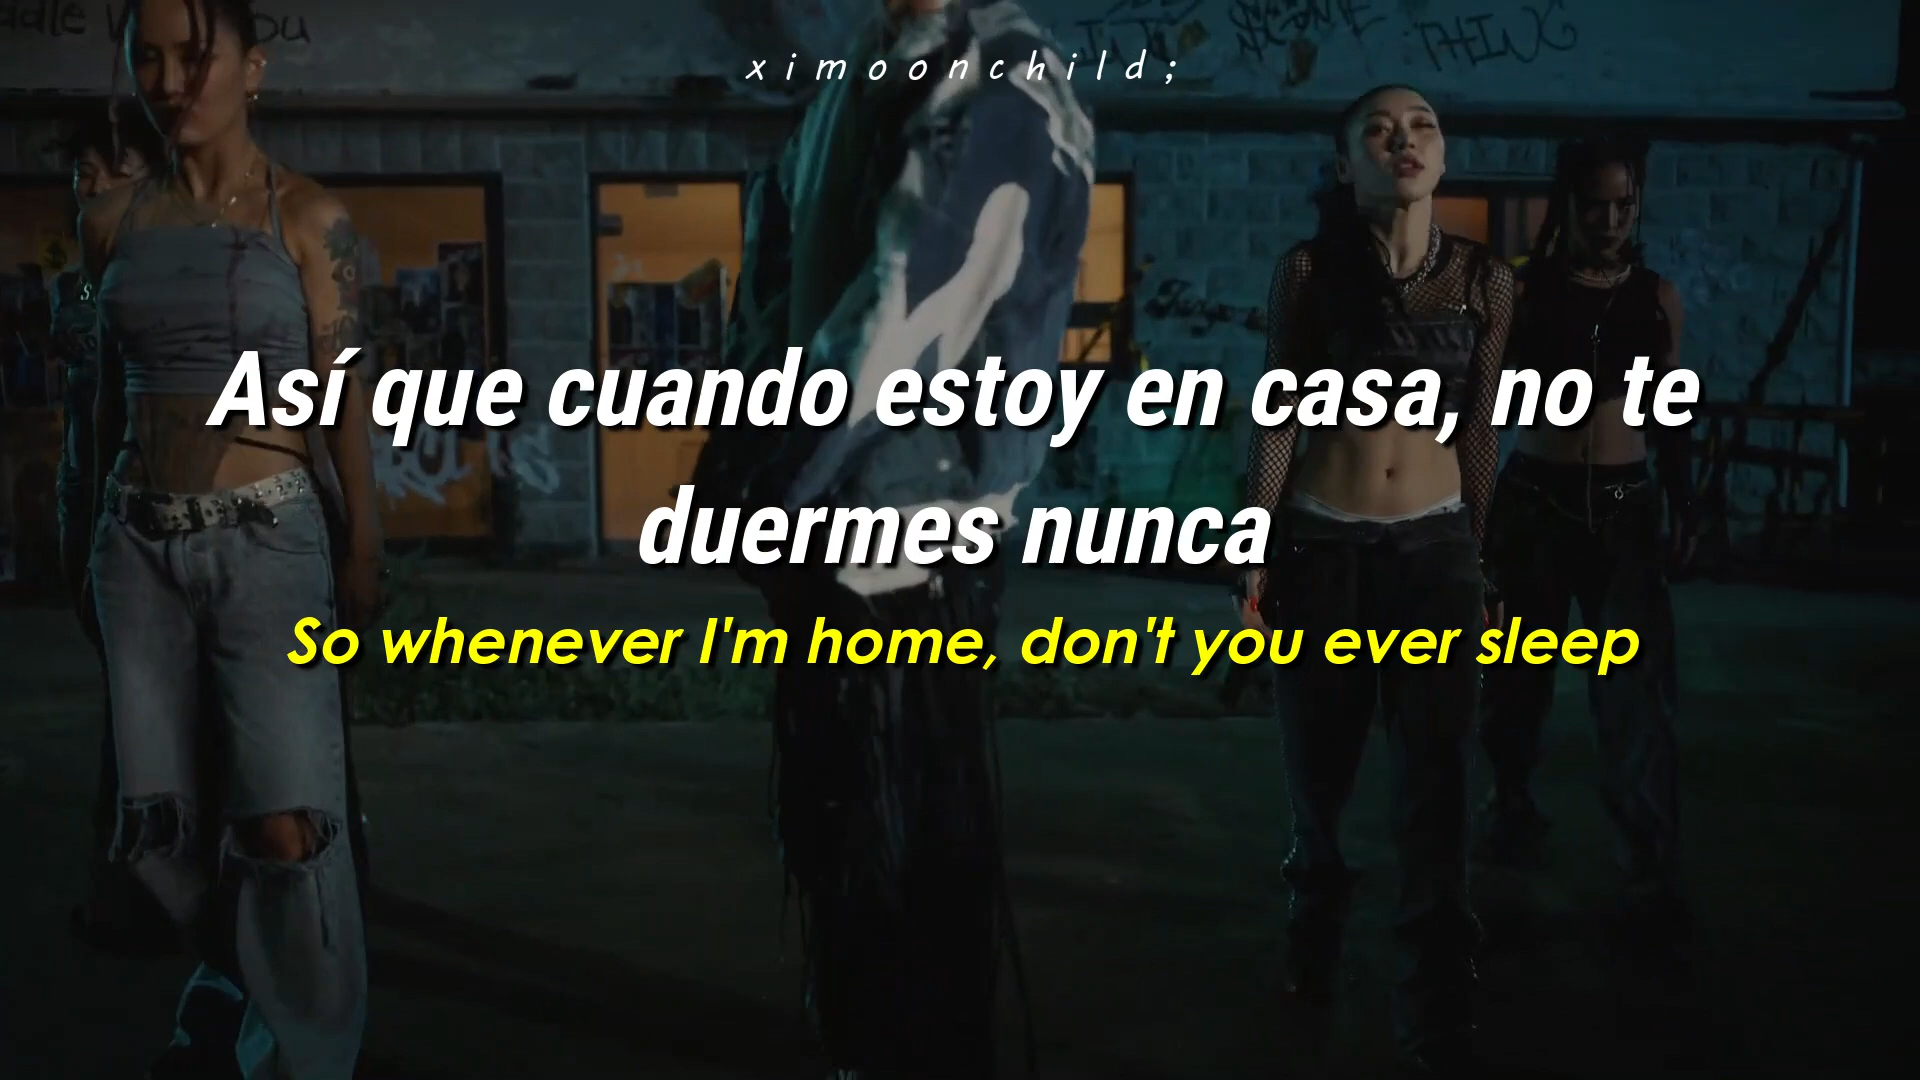 x i m o o n c h i l d ;
Así que cuando estoy en casa, no te
duermes nunca
So whenever I'm home, don't you ever sleep